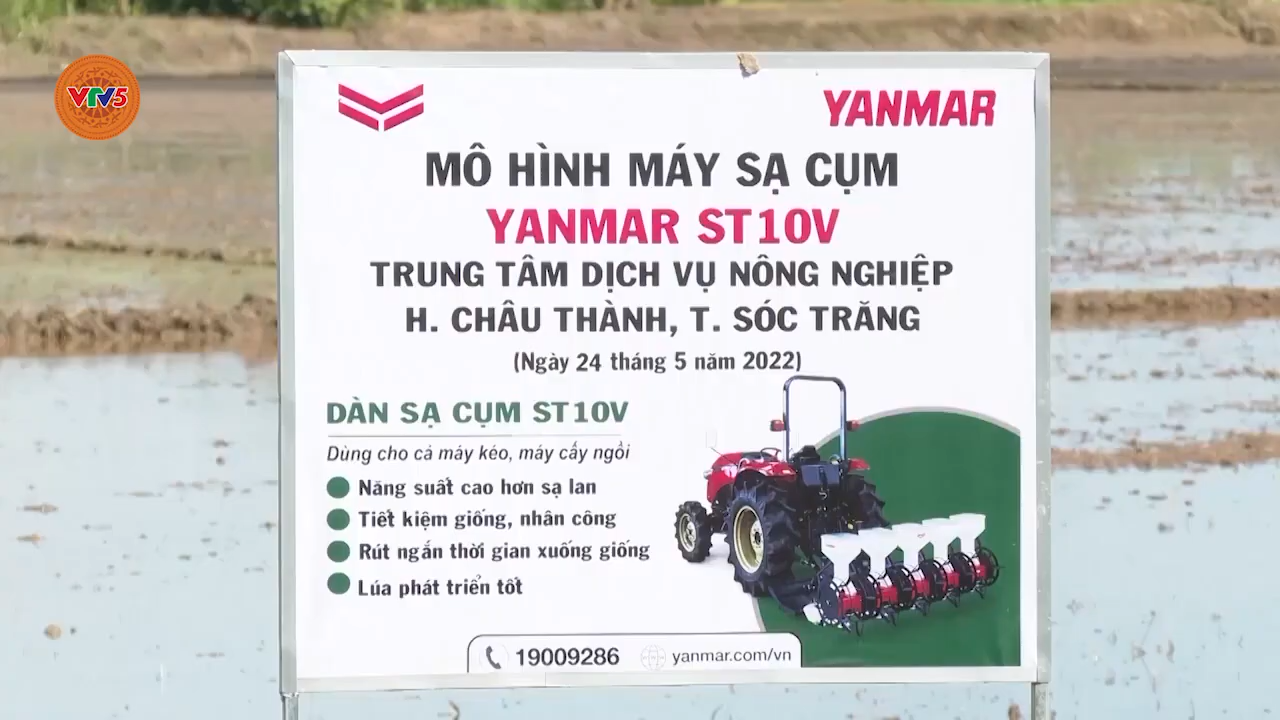 VTV5
YANMAR
MÔ HÌNH MÁY SẠ CỤM
YANMAR ST10V
TRUNG TÂM DỊCH VỤ NÔNG NGHIỆP
H. CHÂU THÀNH, T. SÓC TRĂNG
(Ngày 24 tháng 5 năm 2022)
DÀN SẠ CỤM ST10V
Dùng cho cả máy kéo, máy cấy ngồi
Năng suất cao hơn sạ lan
Tiết kiệm giống, nhân công
Rút ngắn thời gian xuống giống
Lúa phát triển tốt
19009286 yanmar.com/vn